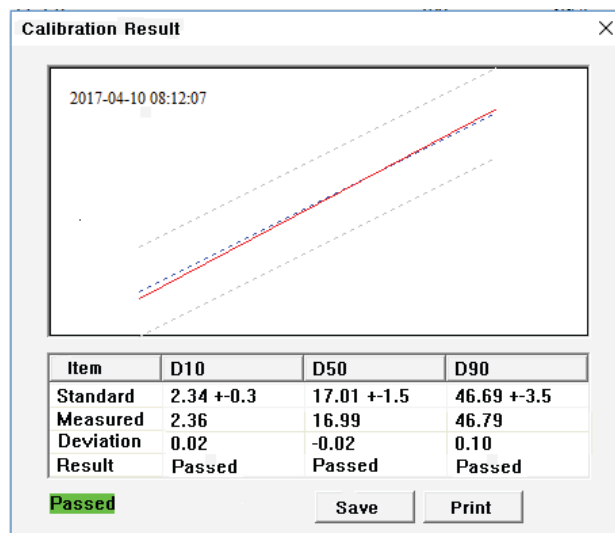 Calibration Result
2017-04-10 08:12:07
Item D10 D50 D90
Standard 2.34 +-0.3 17.01 +-1.5 46.69 +-3.5
Measured 2.36 16.99 46.79
Deviation 0.02 -0.02 0.10
Result Passed Passed Passed
Passed Save Print